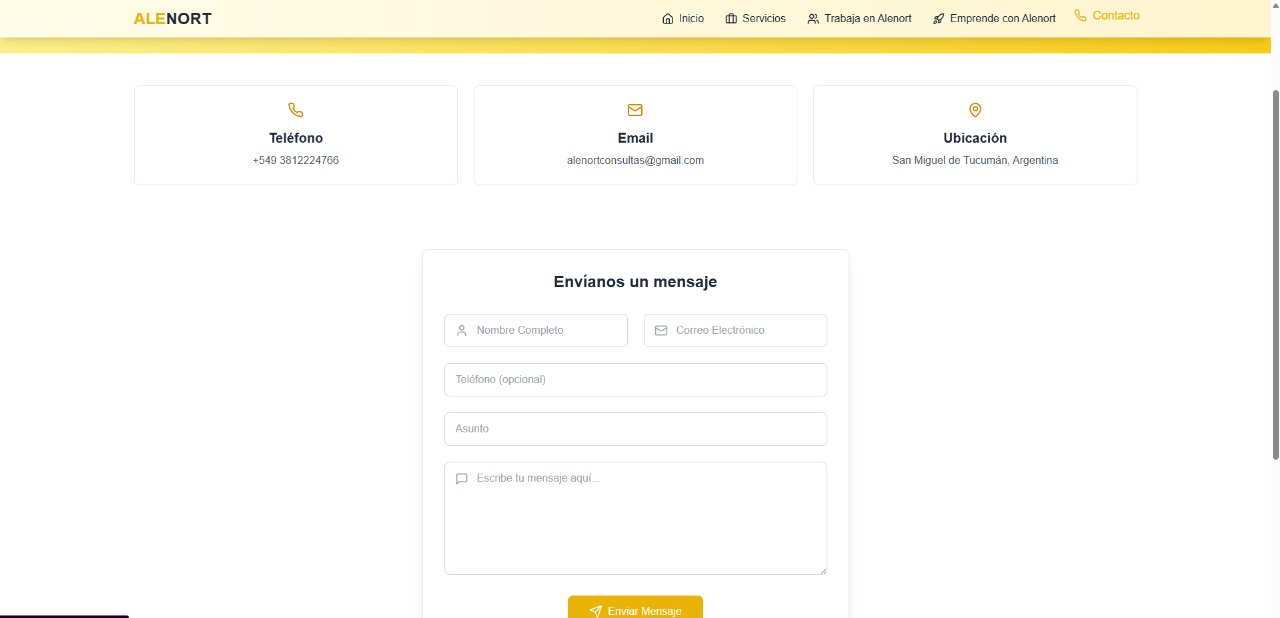 ALENORT
Inicio
Servicios
Trabaja en Alenort
Emprende con Alenort
Contacto
Teléfono
+549 3812224766
Email
alenortconsultas@gmail.com
Ubicación
San Miguel de Tucumán, Argentina
Envíanos un mensaje
Nombre Completo
Correo Electrónico
Teléfono (opcional)
Asunto
Escribe tu mensaje aquí...
Enviar Mensaje